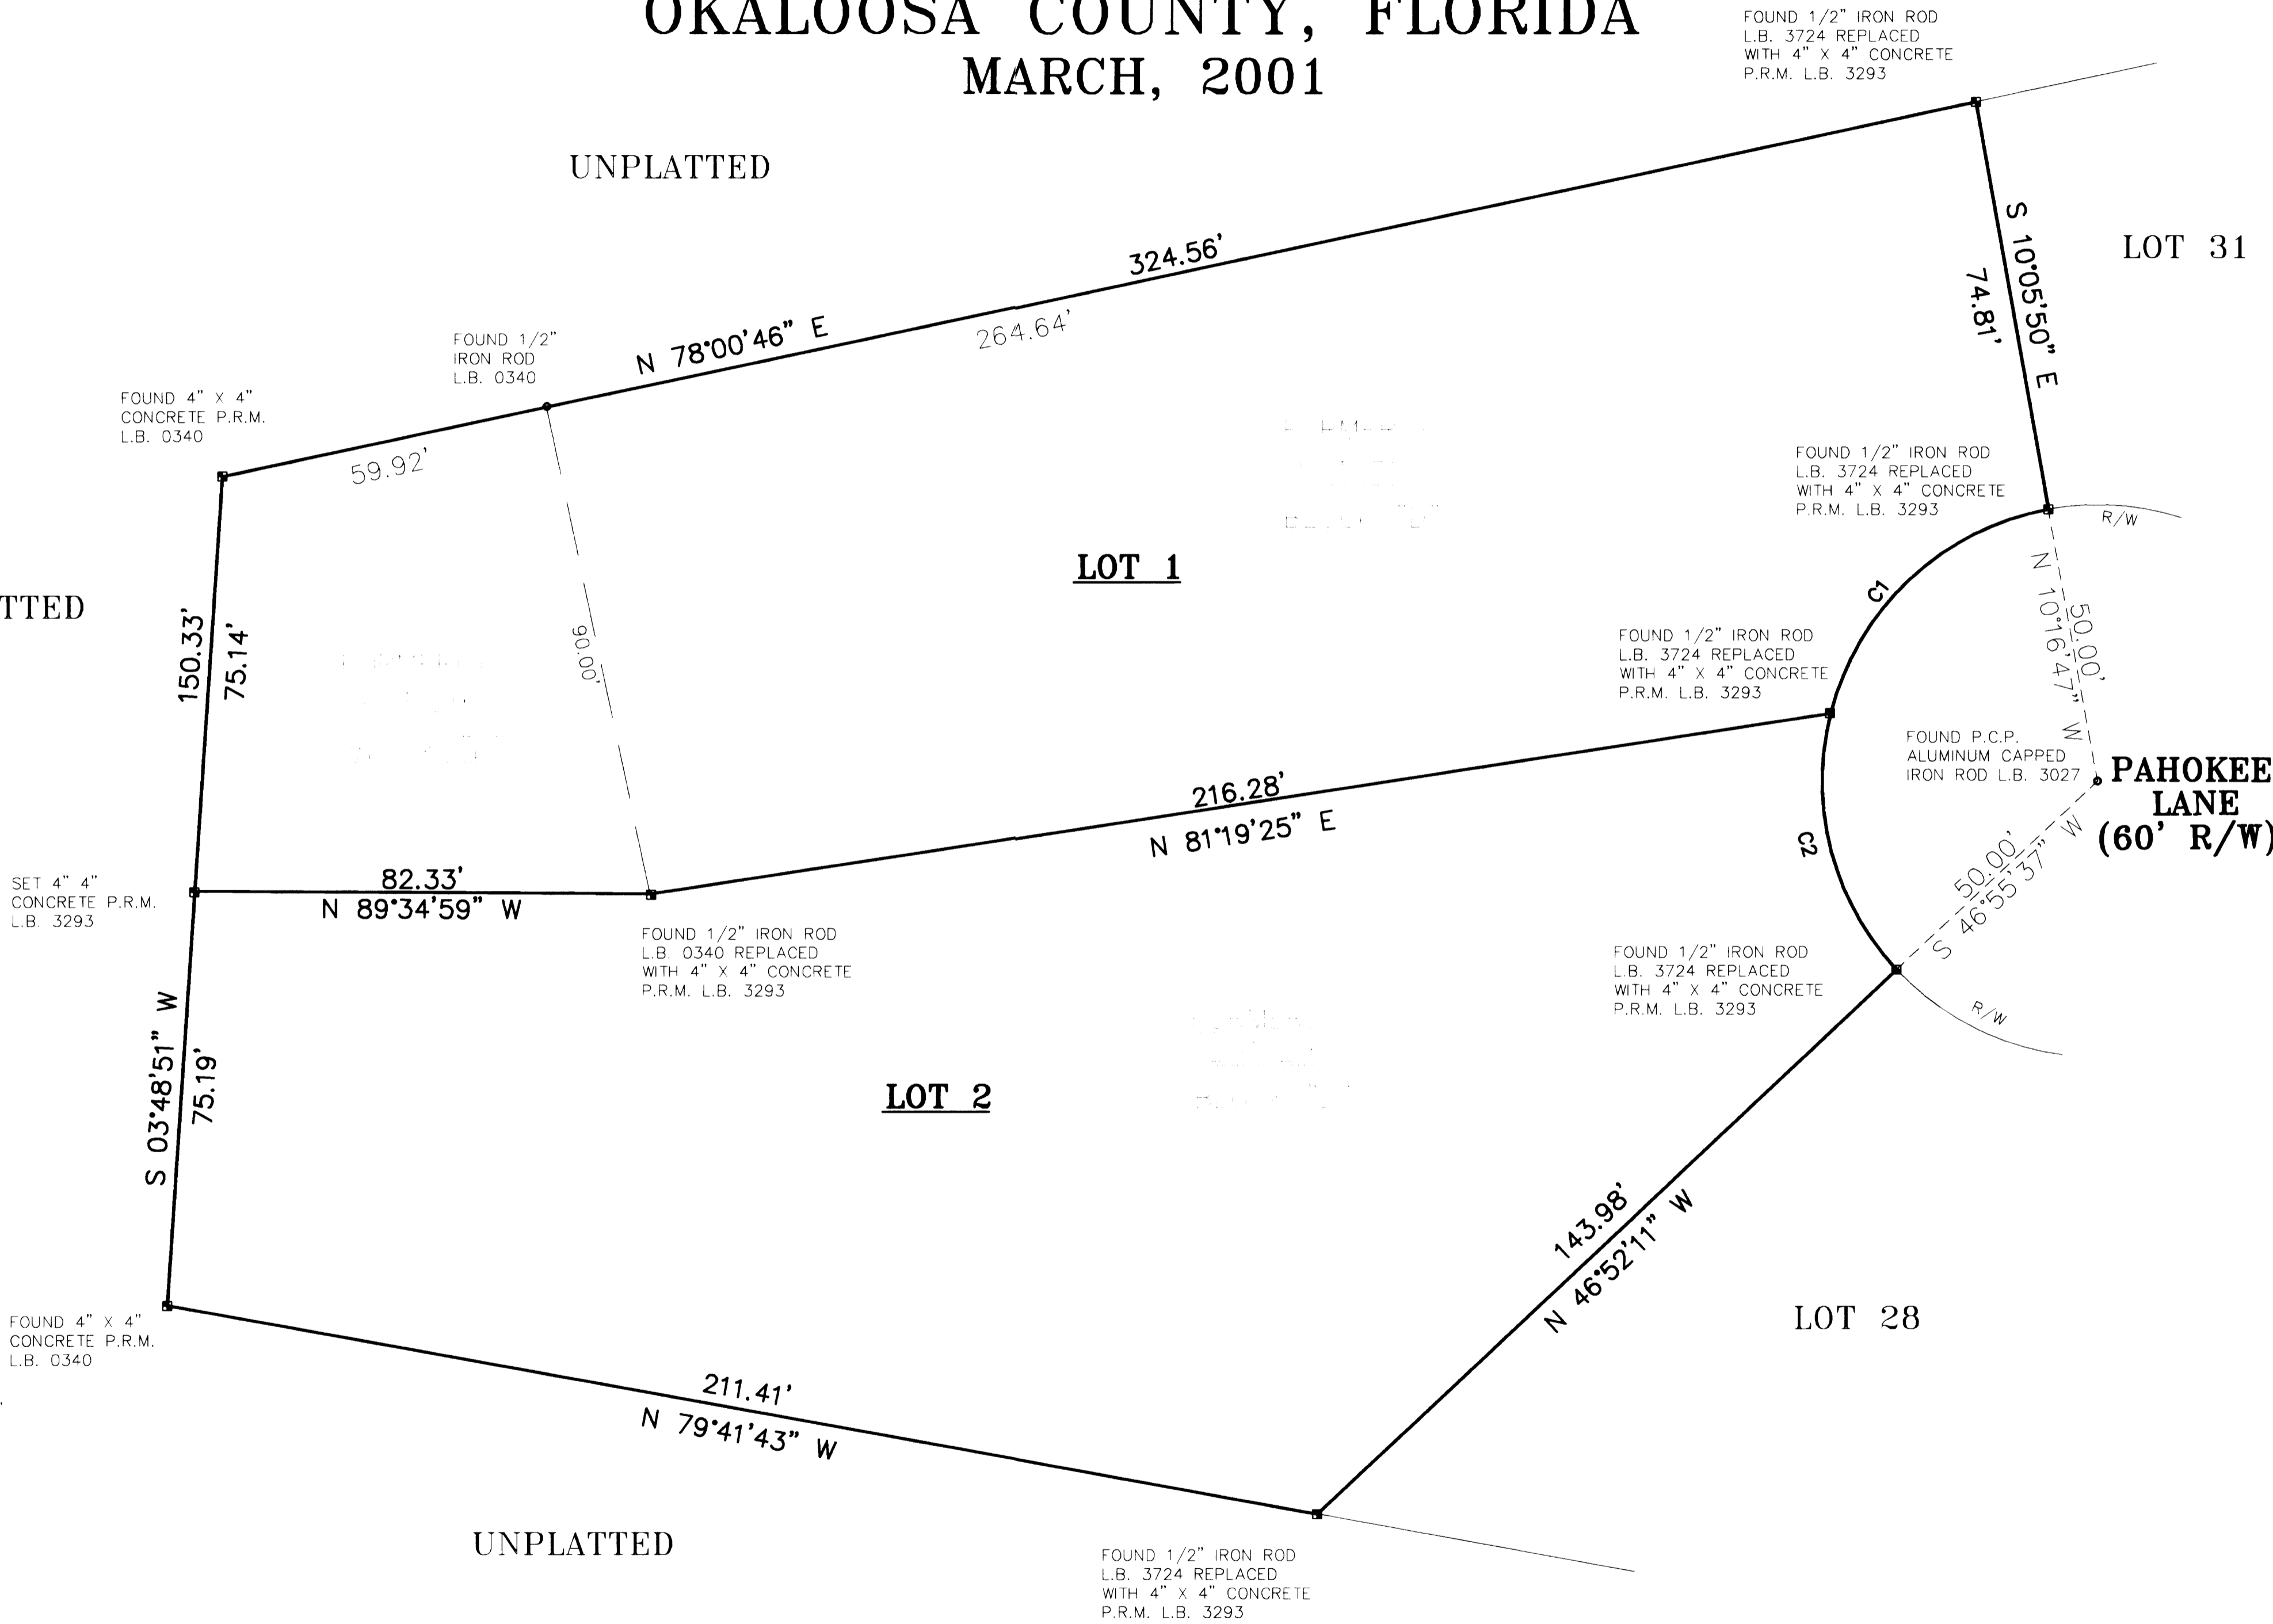 OKALOOSA COUNTY, FLORIDA
MARCH, 2001
FOUND 1/2" IRON ROD
L.B. 3724 REPLACED
WITH 4" X 4" CONCRETE
P.R.M. L.B. 3293
UNPLATTED
324.56'
N 78°00'46" E
264.64'
S 10°05'50" E
74.81'
LOT 31
FOUND 1/2"
IRON ROD
L.B. 0340
FOUND 4" X 4"
CONCRETE P.R.M.
L.B. 0340
59.92'
FOUND 1/2" IRON ROD
L.B. 3724 REPLACED
WITH 4" X 4" CONCRETE
P.R.M. L.B. 3293
R/W
LOT 1
C1
N 10°16'47" W
50.00'
TTED
150.33'
75.14'
90.00'
FOUND 1/2" IRON ROD
L.B. 3724 REPLACED
WITH 4" X 4" CONCRETE
P.R.M. L.B. 3293
FOUND P.C.P.
ALUMINUM CAPPED
IRON ROD L.B. 3027
PAHOKEE
LANE
(60' R/W)
216.28'
N 81°19'25" E
C2
50.00'
S 46°55'37" W
SET 4" 4"
CONCRETE P.R.M.
L.B. 3293
82.33'
N 89°34'59" W
FOUND 1/2" IRON ROD
L.B. 0340 REPLACED
WITH 4" X 4" CONCRETE
P.R.M. L.B. 3293
FOUND 1/2" IRON ROD
L.B. 3724 REPLACED
WITH 4" X 4" CONCRETE
P.R.M. L.B. 3293
R/W
S 03°48'51" W
75.19'
LOT 2
143.98'
N 46°52'11" W
LOT 28
FOUND 4" X 4"
CONCRETE P.R.M.
L.B. 0340
211.41'
N 79°41'43" W
UNPLATTED
FOUND 1/2" IRON ROD
L.B. 3724 REPLACED
WITH 4" X 4" CONCRETE
P.R.M. L.B. 3293